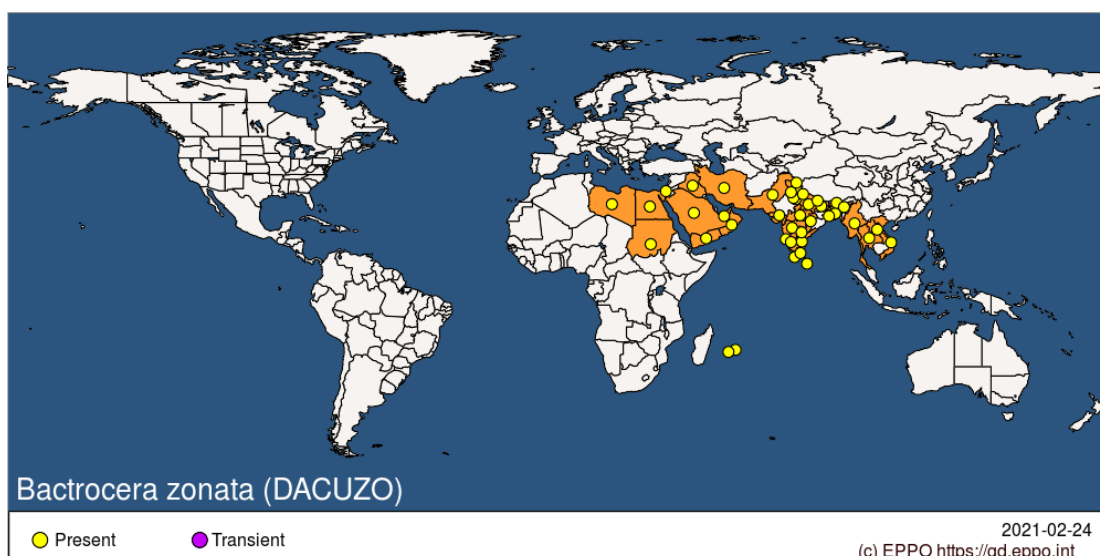 Bactrocera zonata (DACUZO)
Present
Transient
2021-02-24
(c) EPPO https://gd.eppo.int